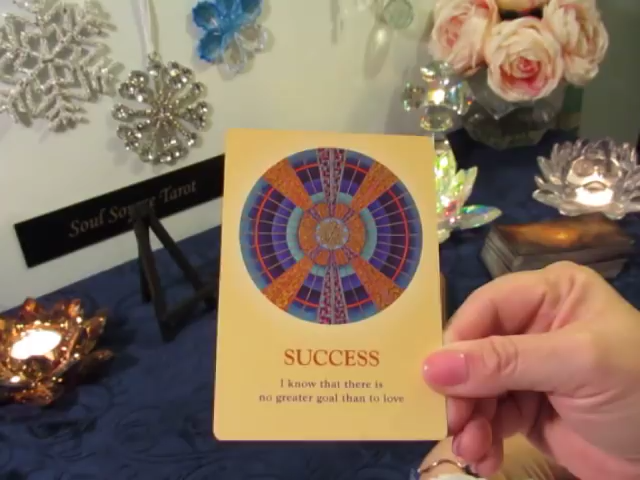 Soul Source Tarot
SUCCESS
I know that there is
no greater goal than to love